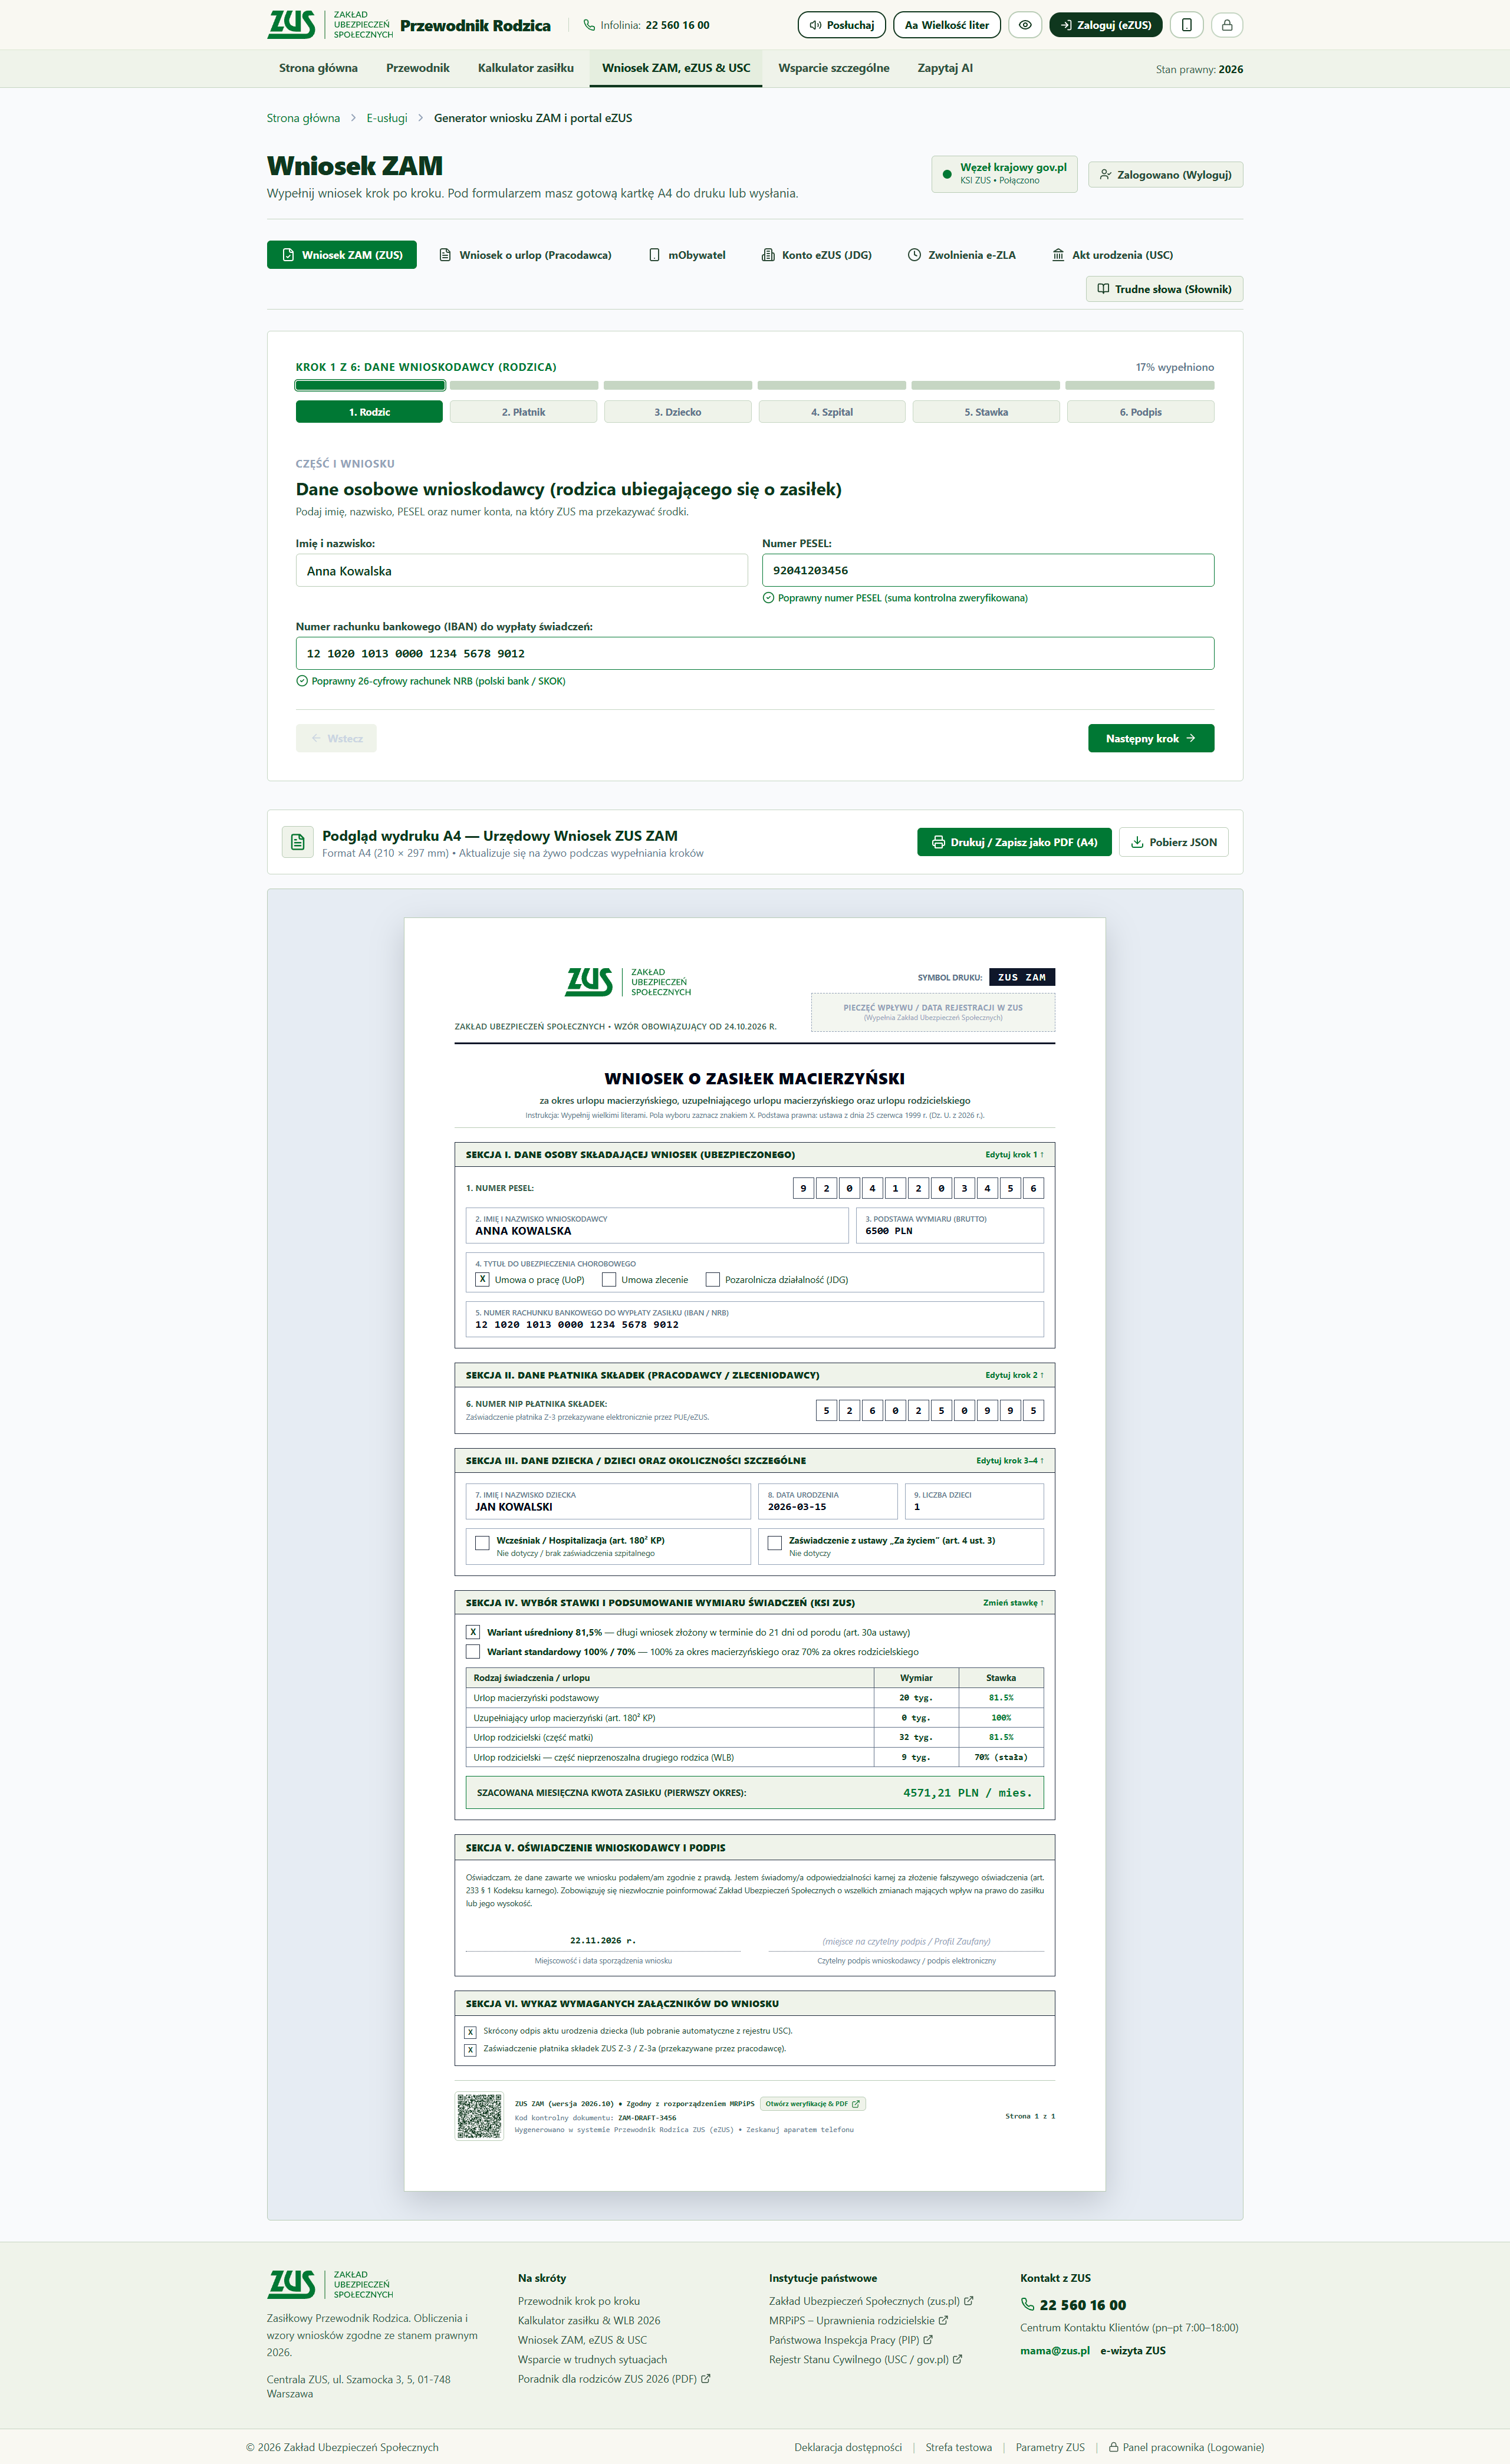 ZUS ZAKŁAD
UBEZPIECZEŃ
SPOŁECZNYCH
Przewodnik Rodzica
Infolinia: 22 560 16 00
Posłuchaj
Aa Wielkość liter
Zaloguj (eZUS)
Strona główna
Przewodnik
Kalkulator zasiłku
Wniosek ZAM, eZUS & USC
Wsparcie szczególne
Zapytaj AI
Stan prawny: 2026
Strona główna
E-usługi
Generator wniosku ZAM i portal eZUS
Wniosek ZAM
Wypełnij wniosek krok po kroku. Pod formularzem masz gotową kartkę A4 do druku lub wysłania.
Węzeł krajowy gov.pl
KSI ZUS • Połączono
Zalogowano (Wyloguj)
Wniosek ZAM (ZUS)
Wniosek o urlop (Pracodawca)
mObywatel
Konto eZUS (JDG)
Zwolnienia e-ZLA
Akt urodzenia (USC)
Trudne słowa (Słownik)
KROK 1 Z 6: DANE WNIOSKODAWCY (RODZICA)
17% wypełniono
1. Rodzic
2. Płatnik
3. Dziecko
4. Szpital
5. Stawka
6. Podpis
CZĘŚĆ I WNIOSKU
Dane osobowe wnioskodawcy (rodzica ubiegającego się o zasiłek)
Podaj imię, nazwisko, PESEL oraz numer konta, na który ZUS ma przekazywać środki.
Imię i nazwisko:
Numer PESEL:
Anna Kowalska
92041203456
Poprawny numer PESEL (suma kontrolna zweryfikowana)
Numer rachunku bankowego (IBAN) do wypłaty świadczeń:
12 1020 1013 0000 1234 5678 9012
Poprawny 26-cyfrowy rachunek NRB (polski bank / SKOK)
Wstecz
Następny krok
Podgląd wydruku A4 — Urzędowy Wniosek ZUS ZAM
Format A4 (210 × 297 mm) • Aktualizuje się na żywo podczas wypełniania kroków
Drukuj / Zapisz jako PDF (A4)
Pobierz JSON
ZUS ZAKŁAD
UBEZPIECZEŃ
SPOŁECZNYCH
ZAKŁAD UBEZPIECZEŃ SPOŁECZNYCH • WZÓR OBOWIĄZUJĄCY OD 24.10.2026 R.
SYMBOL DRUKU: ZUS ZAM
PIECZĘĆ WPŁYWU / DATA REJESTRACJI W ZUS
(Wypełnia Zakład Ubezpieczeń Społecznych)
WNIOSEK O ZASIŁEK MACIERZYŃSKI
za okres urlopu macierzyńskiego, uzupełniającego urlopu macierzyńskiego oraz urlopu rodzicielskiego
Instrukcja: Wypełnij wielkimi literami. Pola wyboru zaznacz znakiem X. Podstawa prawna: ustawa z dnia 25 czerwca 1999 r. (Dz. U. z 2026 r.).
SEKCJA I. DANE OSOBY SKŁADAJĄCEJ WNIOSEK (UBEZPIECZONEGO)
Edytuj krok 1 ↑
1. NUMER PESEL:
9 2 0 4 1 2 0 3 4 5 6
2. IMIĘ I NAZWISKO WNIOSKODAWCY
ANNA KOWALSKA
3. PODSTAWA WYMIARU (BRUTTO)
6500 PLN
4. TYTUŁ DO UBEZPIECZENIA CHOROBOWEGO
X Umowa o pracę (UoP)
Umowa zlecenie
Pozarolnicza działalność (JDG)
5. NUMER RACHUNKU BANKOWEGO DO WYPŁATY ZASIŁKU (IBAN / NRB)
12 1020 1013 0000 1234 5678 9012
SEKCJA II. DANE PŁATNIKA SKŁADEK (PRACODAWCY / ZLECENIODAWCY)
Edytuj krok 2 ↑
6. NUMER NIP PŁATNIKA SKŁADEK:
Zaświadczenie płatnika Z-3 przekazywane elektronicznie przez PUE/eZUS.
5 2 6 0 2 5 0 9 9 5
SEKCJA III. DANE DZIECKA / DZIECI ORAZ OKOLICZNOŚCI SZCZEGÓLNE
Edytuj krok 3–4 ↑
7. IMIĘ I NAZWISKO DZIECKA
JAN KOWALSKI
8. DATA URODZENIA
2026-03-15
9. LICZBA DZIECI
1
Wcześniak / Hospitalizacja (art. 180² KP)
Nie dotyczy / brak zaświadczenia szpitalnego
Zaświadczenie z ustawy „Za życiem" (art. 4 ust. 3)
Nie dotyczy
SEKCJA IV. WYBÓR STAWKI I PODSUMOWANIE WYMIARU ŚWIADCZEŃ (KSI ZUS)
Zmień stawkę ↑
X Wariant uśredniony 81,5% — długi wniosek złożony w terminie do 21 dni od porodu (art. 30a ustawy)
Wariant standardowy 100% / 70% — 100% za okres macierzyńskiego oraz 70% za okres rodzicielskiego
Rodzaj świadczenia / urlopu Wymiar Stawka
Urlop macierzyński podstawowy 20 tyg. 81.5%
Uzupełniający urlop macierzyński (art. 180² KP) 0 tyg. 100%
Urlop rodzicielski (część matki) 32 tyg. 81.5%
Urlop rodzicielski — część nieprzenoszalna drugiego rodzica (WLB) 9 tyg. 70% (stała)
SZACOWANA MIESIĘCZNA KWOTA ZASIŁKU (PIERWSZY OKRES): 4571,21 PLN / mies.
SEKCJA V. OŚWIADCZENIE WNIOSKODAWCY I PODPIS
Oświadczam, że dane zawarte we wniosku podałem/am zgodnie z prawdą. Jestem świadomy/a odpowiedzialności karnej za złożenie fałszywego oświadczenia (art.
233 § 1 Kodeksu karnego). Zobowiązuję się niezwłocznie poinformować Zakład Ubezpieczeń Społecznych o wszelkich zmianach mających wpływ na prawo do zasiłku
lub jego wysokość.
22.11.2026 r.
(miejsce na czytelny podpis / Profil Zaufany)
Miejscowość i data sporządzenia wniosku
Czytelny podpis wnioskodawcy / podpis elektroniczny
SEKCJA VI. WYKAZ WYMAGANYCH ZAŁĄCZNIKÓW DO WNIOSKU
X Skrócony odpis aktu urodzenia dziecka (lub pobranie automatyczne z rejestru USC).
X Zaświadczenie płatnika składek ZUS Z-3 / Z-3a (przekazywane przez pracodawcę).
ZUS ZAM (wersja 2026.10) • Zgodny z rozporządzeniem MRPiPS
Otwórz weryfikację & PDF
Kod kontrolny dokumentu: ZAM-DRAFT-3456
Wygenerowano w systemie Przewodnik Rodzica ZUS (eZUS) • Zeskanuj aparatem telefonu
Strona 1 z 1
ZUS ZAKŁAD
UBEZPIECZEŃ
SPOŁECZNYCH
Zasiłkowy Przewodnik Rodzica. Obliczenia i
wzory wniosków zgodne ze stanem prawnym
2026.
Centrala ZUS, ul. Szamocka 3, 5, 01-748
Warszawa
Na skróty
Przewodnik krok po kroku
Kalkulator zasiłku & WLB 2026
Wniosek ZAM, eZUS & USC
Wsparcie w trudnych sytuacjach
Poradnik dla rodziców ZUS 2026 (PDF)
Instytucje państwowe
Zakład Ubezpieczeń Społecznych (zus.pl)
MRPiPS – Uprawnienia rodzicielskie
Państwowa Inspekcja Pracy (PIP)
Rejestr Stanu Cywilnego (USC / gov.pl)
Kontakt z ZUS
22 560 16 00
Centrum Kontaktu Klientów (pn–pt 7:00–18:00)
mama@zus.pl
e-wizyta ZUS
© 2026 Zakład Ubezpieczeń Społecznych
Deklaracja dostępności | Strefa testowa | Parametry ZUS | Panel pracownika (Logowanie)